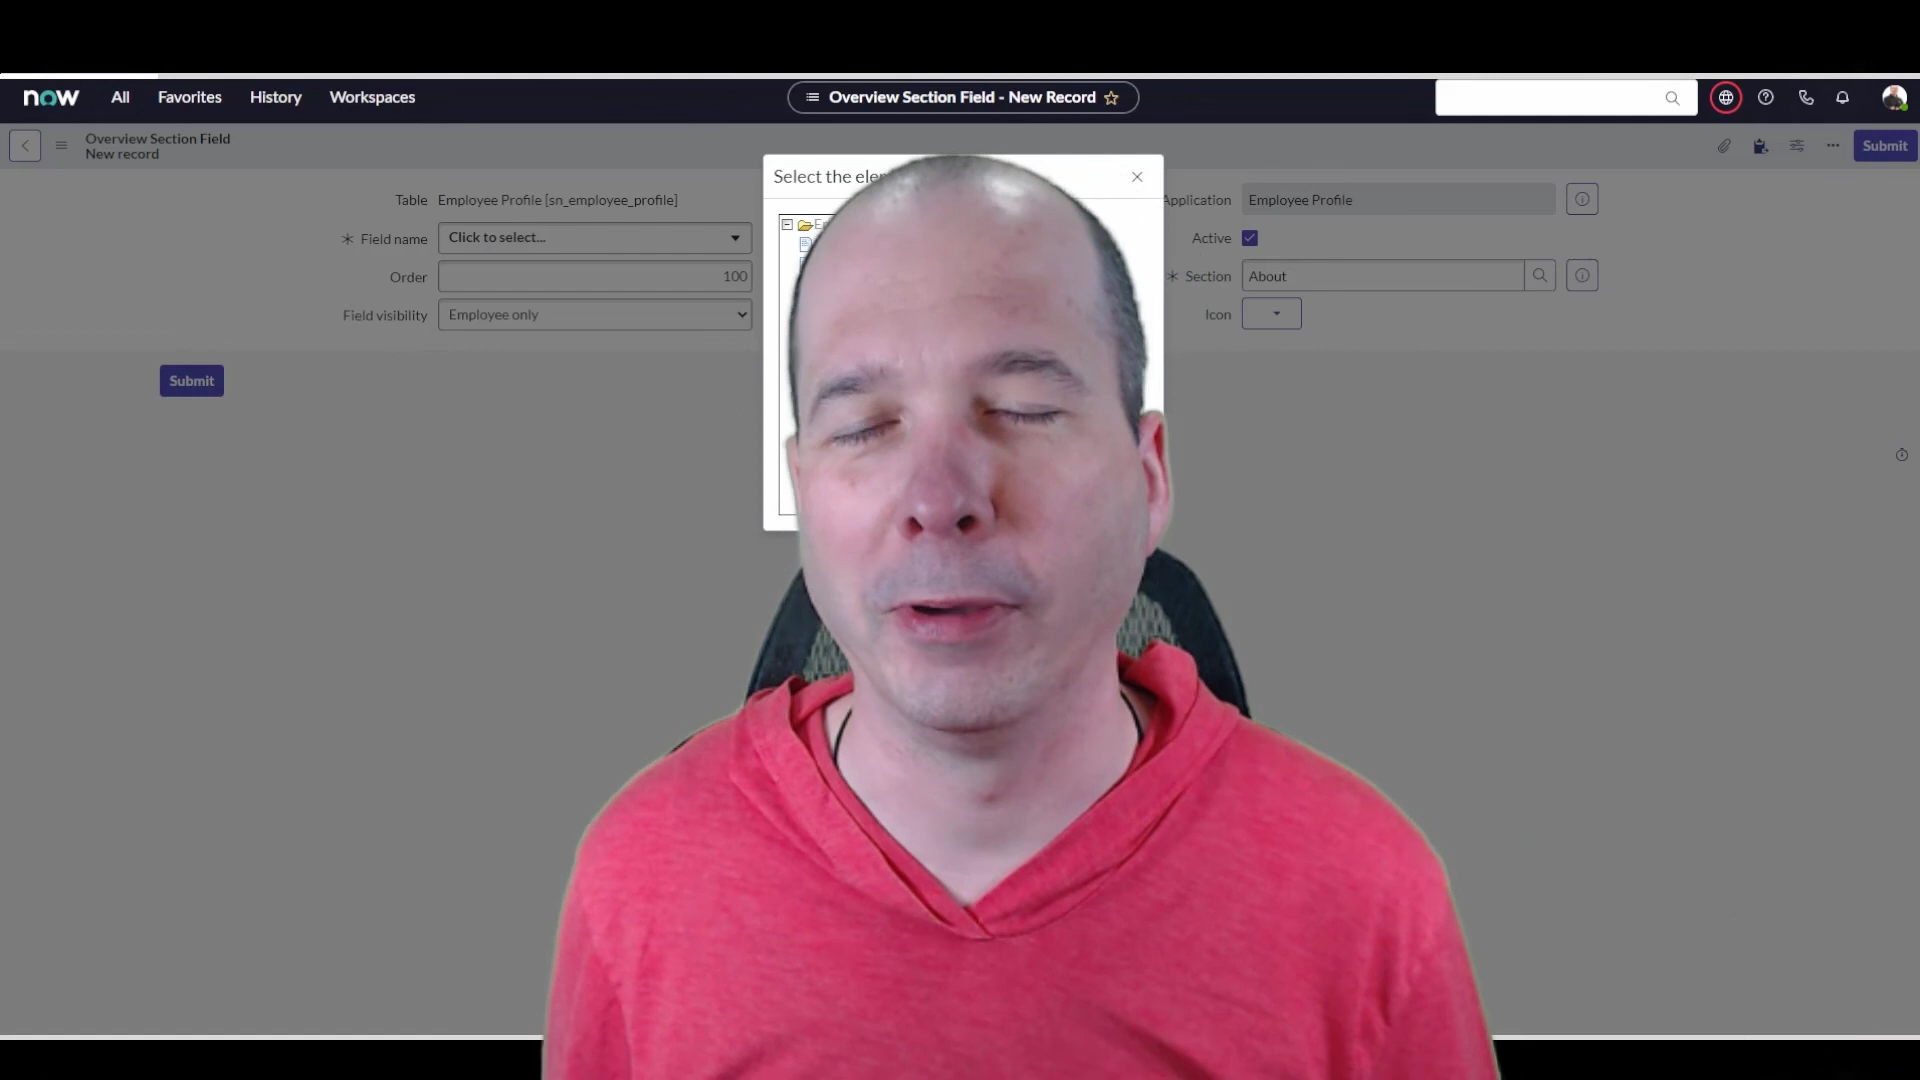 now All Favorites History Workspaces Overview Section Field - New Record
Overview Section Field
New record
Submit
Select the
Table Employee Profile [sn_employee_profile]
Application Employee Profile
Field name Click to select...
Active
Order 100
Section About
Field visibility Employee only
Icon
Submit